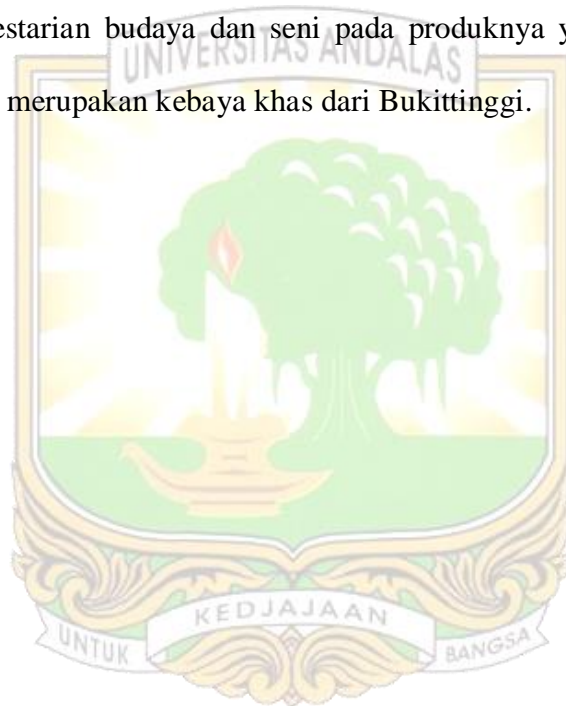 estarian budaya dan seni pada produknya y
UNIVERSITAS ANDALAS
merupakan kebaya khas dari Bukittinggi.
KEDJAJAAN
UNTUK BANGSA